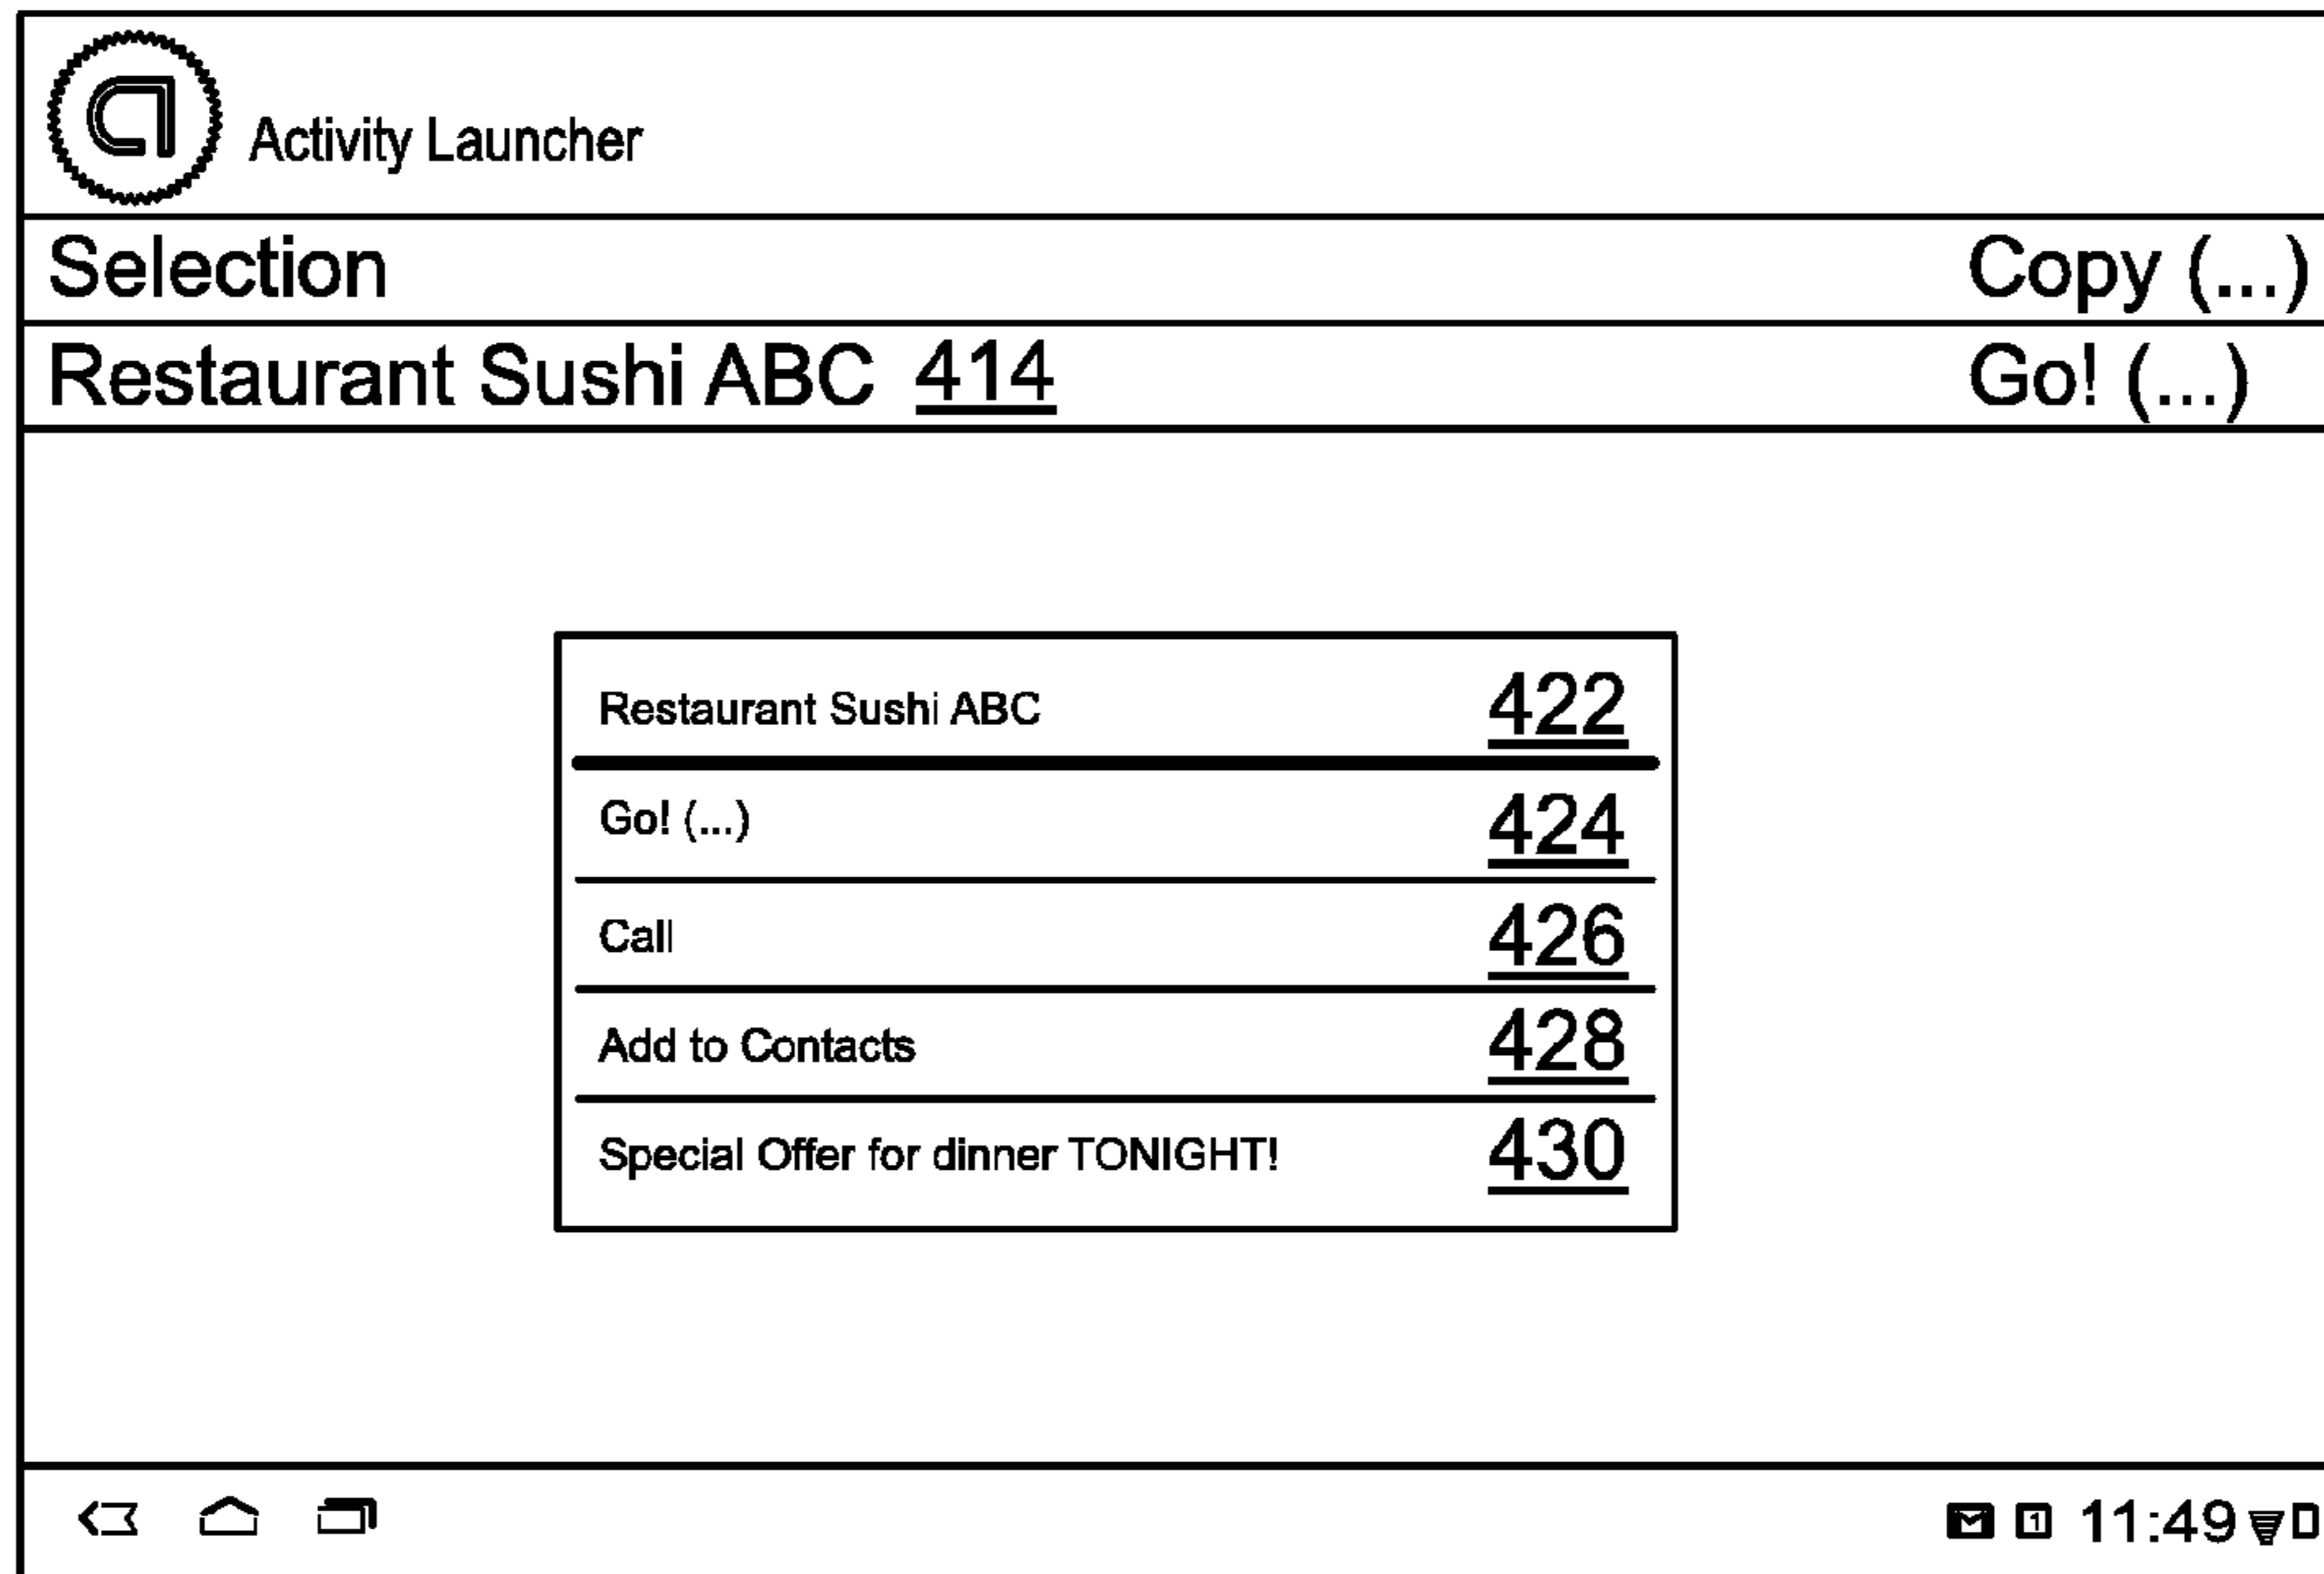 Activity Launcher
Selection Copy (...)
Restaurant Sushi ABC 414 Go! (...)
Restaurant Sushi ABC 422
Go! (...) 424
Call 426
Add to Contacts 428
Special Offer for dinner TONIGHT! 430
1 11:49